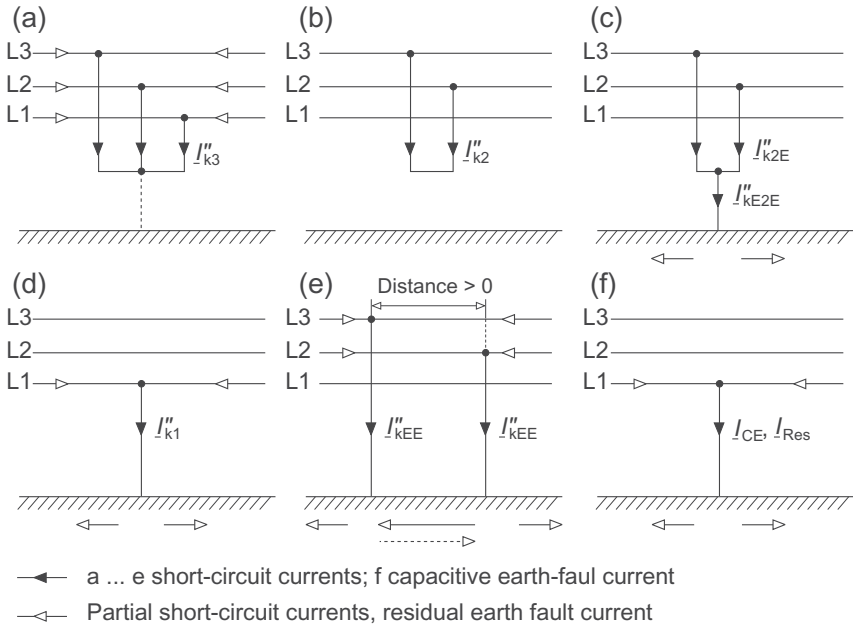 (a)
L3
L2
L1
I″k3
(b)
L3
L2
L1
I″k2
(c)
L3
L2
L1
I″k2E
I″kE2E
(d)
L3
L2
L1
I″k1
(e)
Distance > 0
L3
L2
L1
I″kEE I″kEE
(f)
L3
L2
L1
ICE, IRes
a ... e short-circuit currents; f capacitive earth-faul current
Partial short-circuit currents, residual earth fault current